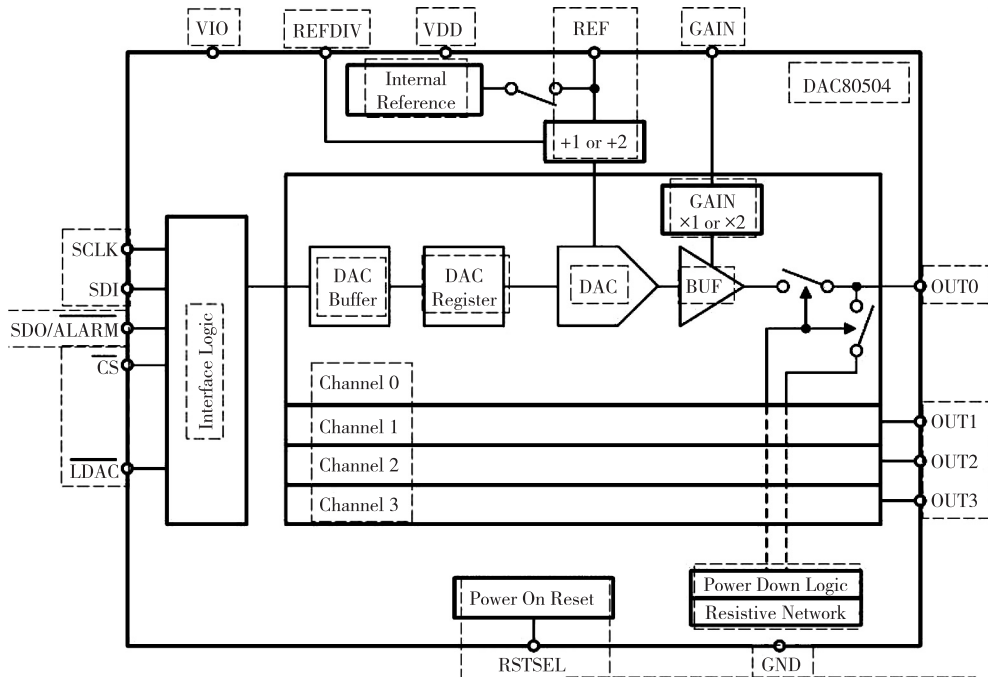 VIO
REFDIV
VDD
REF
GAIN
Internal
Reference
DAC80504
+1 or +2
GAIN
×1 or ×2
SCLK
SDI
SDO/ALARM
CS
LDAC
Interface Logic
DAC
Buffer
DAC
Register
DAC
BUF
OUT0
Channel 0
Channel 1
OUT1
Channel 2
OUT2
Channel 3
OUT3
Power On Reset
Power Down Logic
Resistive Network
RSTSEL
GND